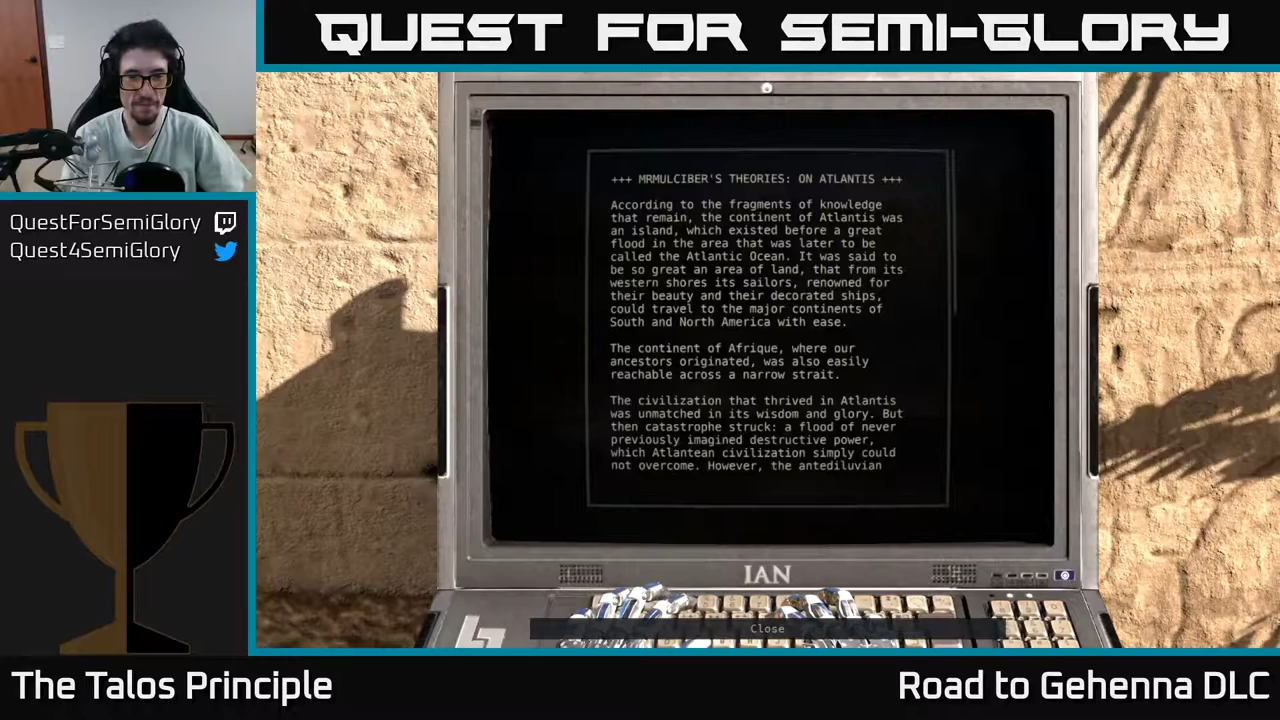 QUEST FOR SEMI-GLORY
QuestForSemiGlory
Quest4SemiGlory
+++ MRMULCIBER'S THEORIES: ON ATLANTIS +++
According to the fragments of knowledge
that remain, the continent of Atlantis was
an island, which existed before a great
flood in the area that was later to be
called the Atlantic Ocean. It was said to
be so great an area of land, that from its
western shores its sailors, renowned for
their beauty and their decorated ships,
could travel to the major continents of
South and North America with ease.
The continent of Afrique, where our
ancestors originated, was also easily
reachable across a narrow strait.
The civilization that thrived in Atlantis
was unmatched in its wisdom and glory. But
then catastrophe struck: a flood of never
previously imagined destructive power,
which Atlantean civilization simply could
not overcome. However, the antediluvian
IAN
Close
The Talos Principle
Road to Gehenna DLC